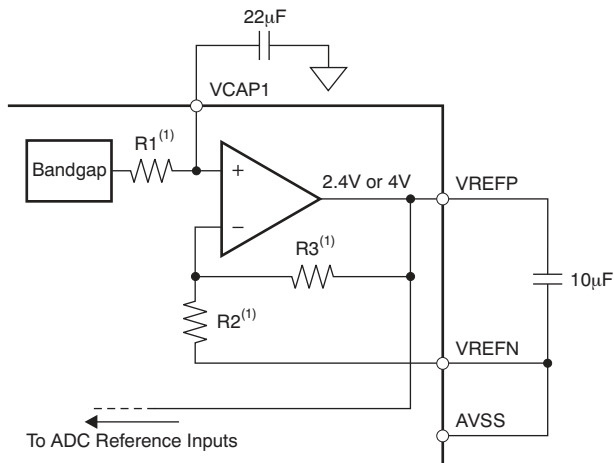 22μF
VCAP1
R1(1)
Bandgap
+
2.4V or 4V
VREFP
−
R3(1)
10μF
R2(1)
VREFN
AVSS
To ADC Reference Inputs